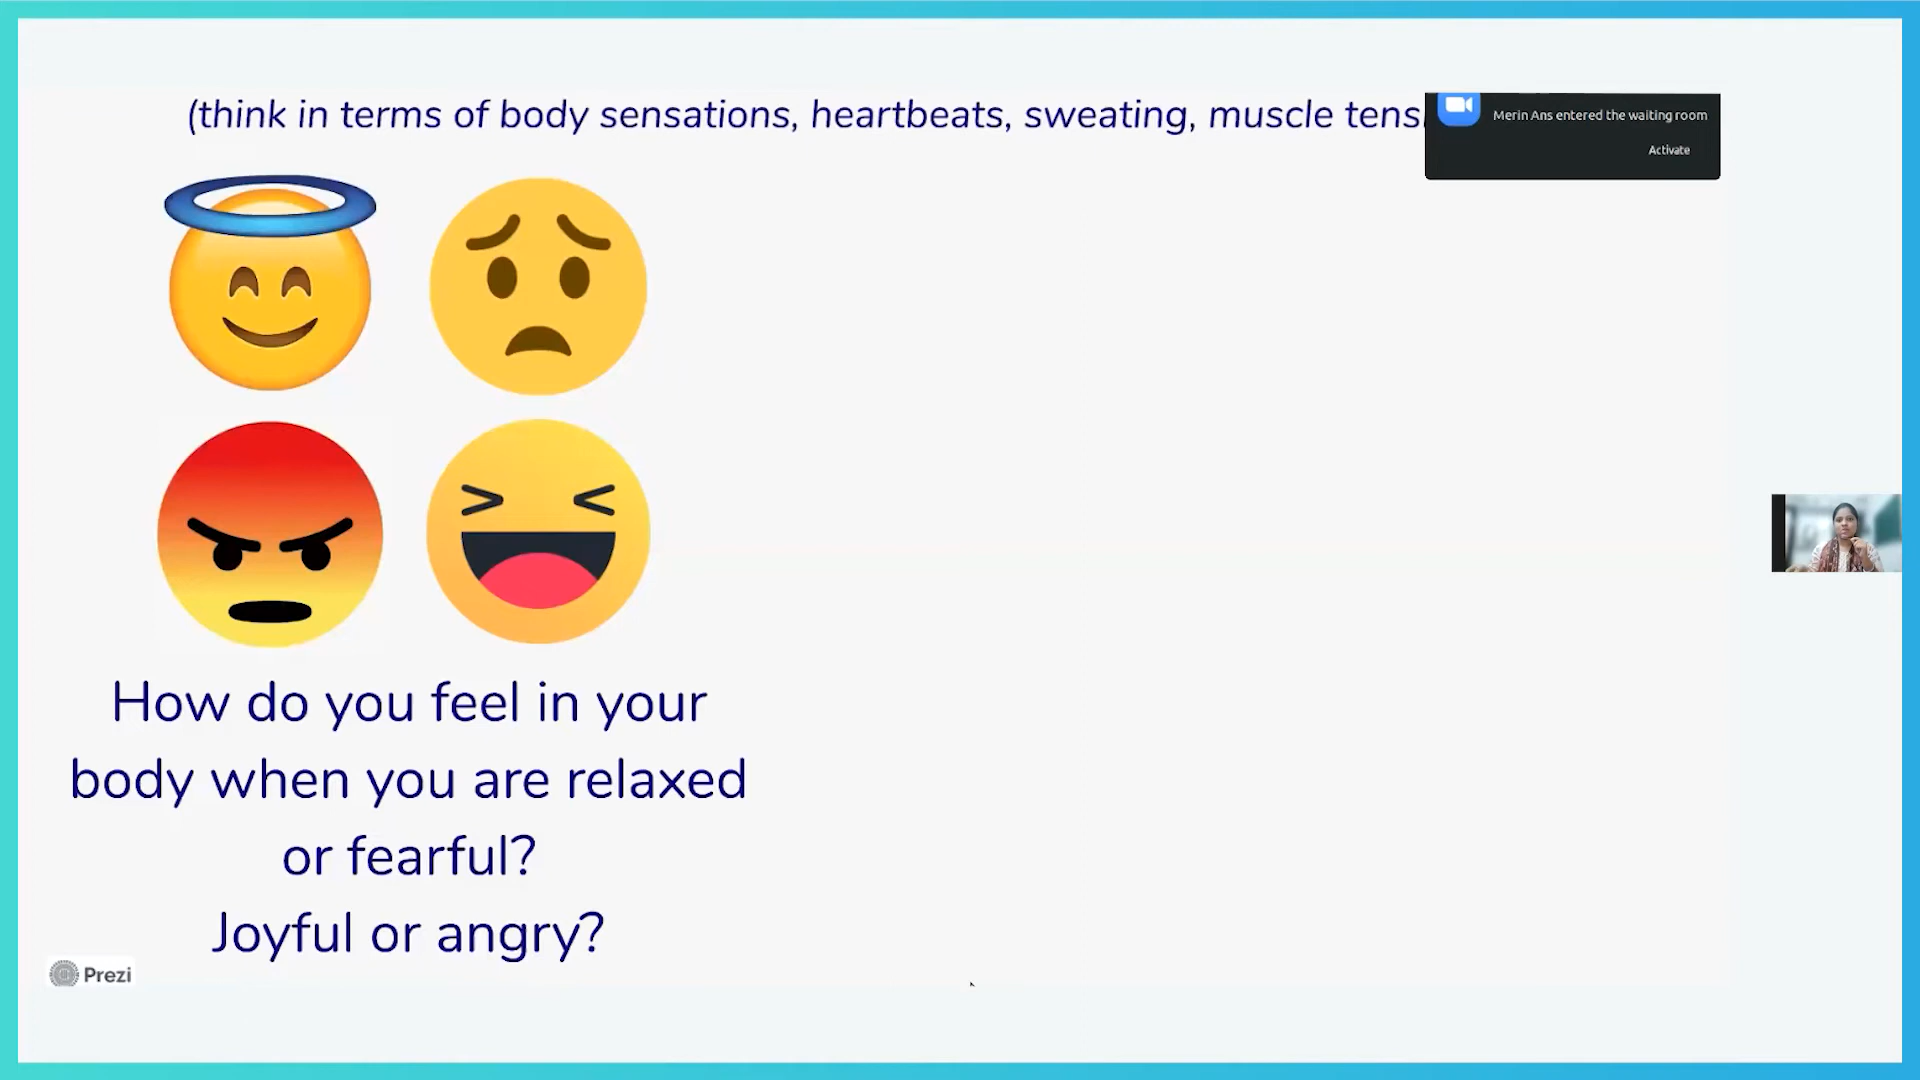 (think in terms of body sensations, heartbeats, sweating, muscle
Merin Ans entered the waiting room
Activate
How do you feel in your
body when you are relaxed
or fearful?
Joyful or angry?
Prezi